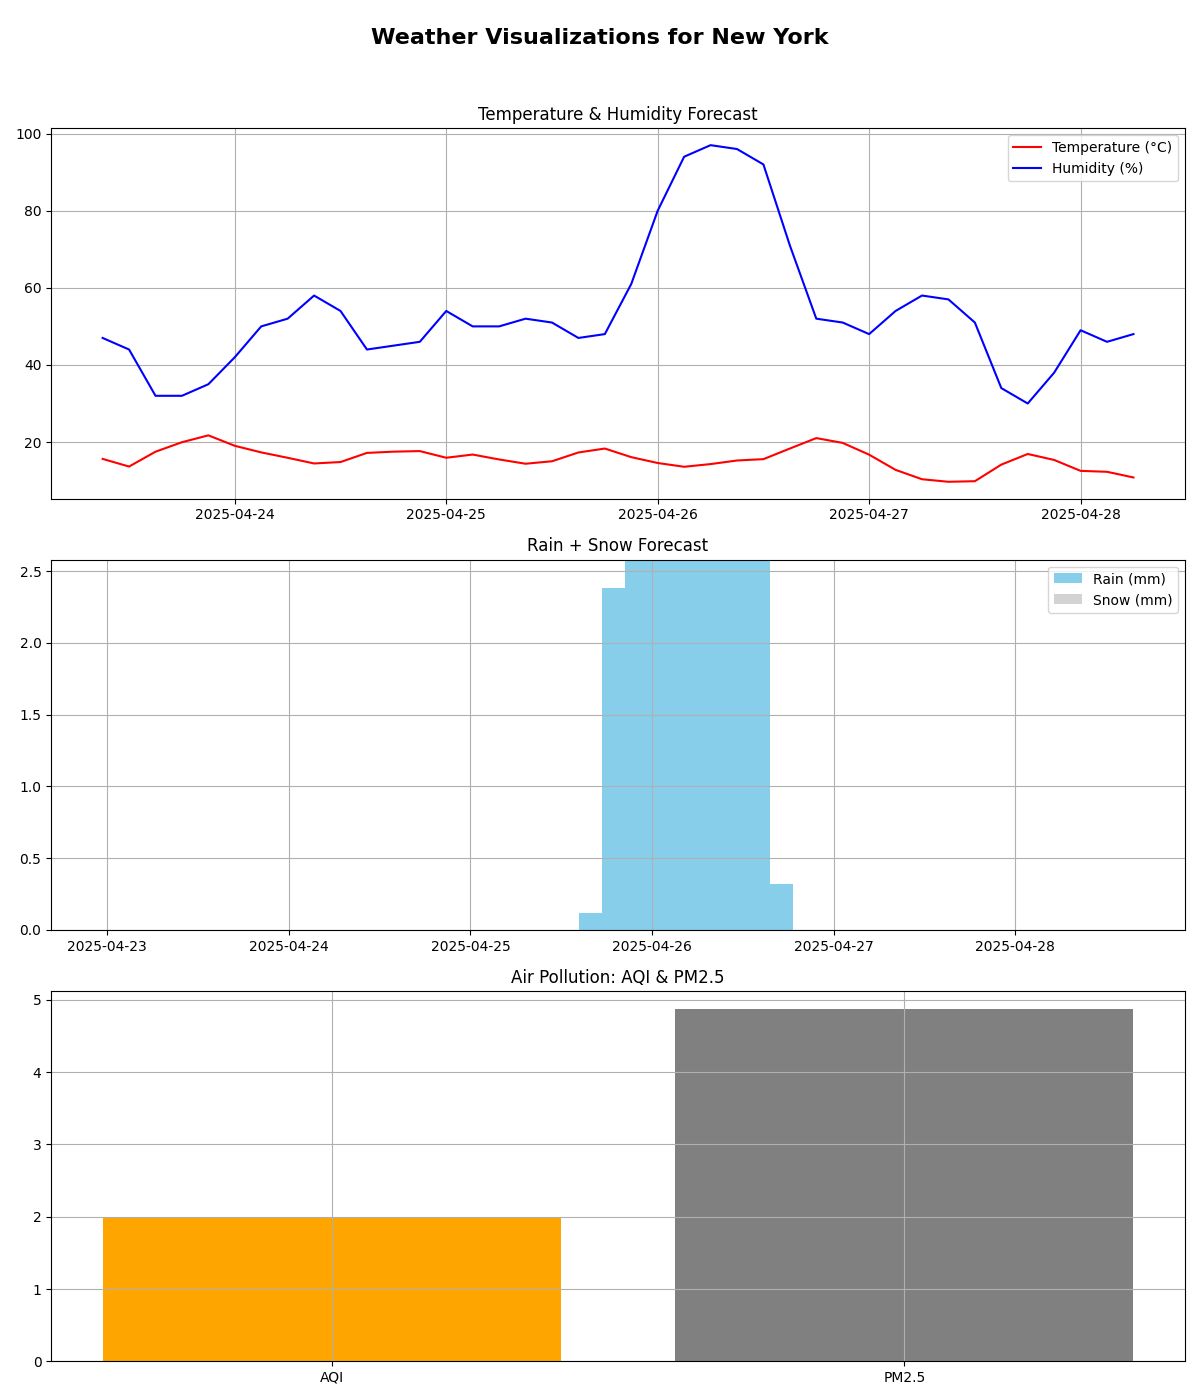 Weather Visualizations for New York
Temperature & Humidity Forecast
100
80
60
40
20
Temperature (°C)
Humidity (%)
2025-04-24
2025-04-25
2025-04-26
2025-04-27
2025-04-28
Rain + Snow Forecast
2.5
2.0
1.5
1.0
0.5
0.0
Rain (mm)
Snow (mm)
2025-04-23
2025-04-24
2025-04-25
2025-04-26
2025-04-27
2025-04-28
Air Pollution: AQI & PM2.5
5
4
3
2
1
0
AQI
PM2.5